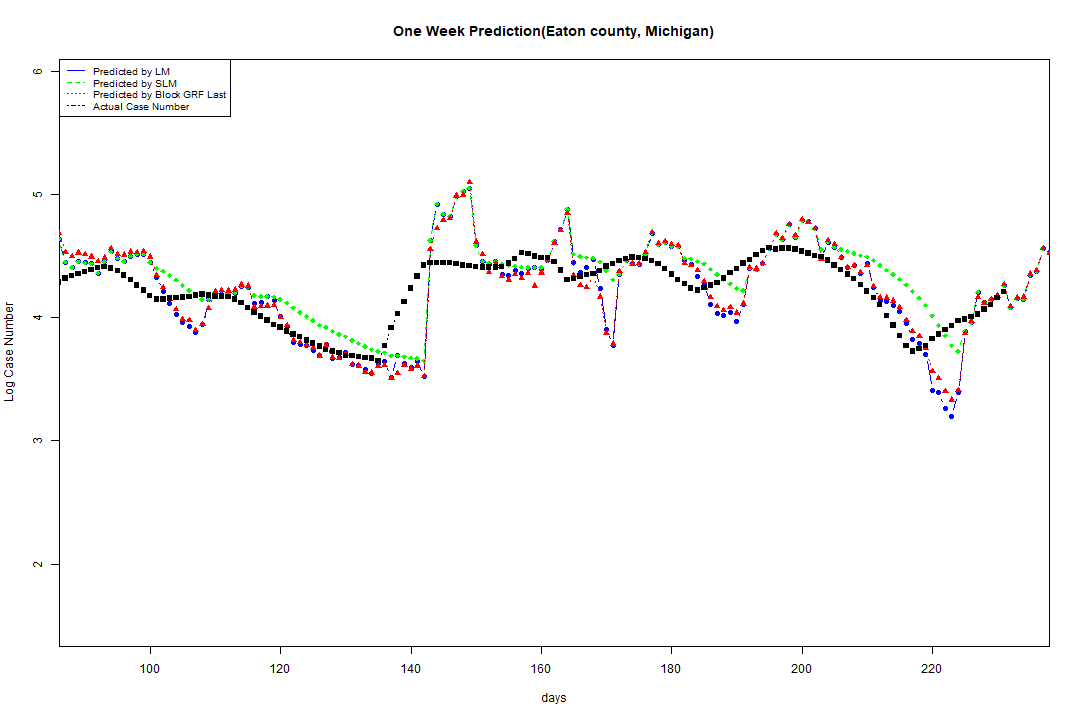 One Week Prediction(Eaton county, Michigan)
Predicted by LM
Predicted by SLM
Predicted by Block GRF Last
Actual Case Number
6
5
4
3
2
Log Case Number
100 120 140 160 180 200 220
days